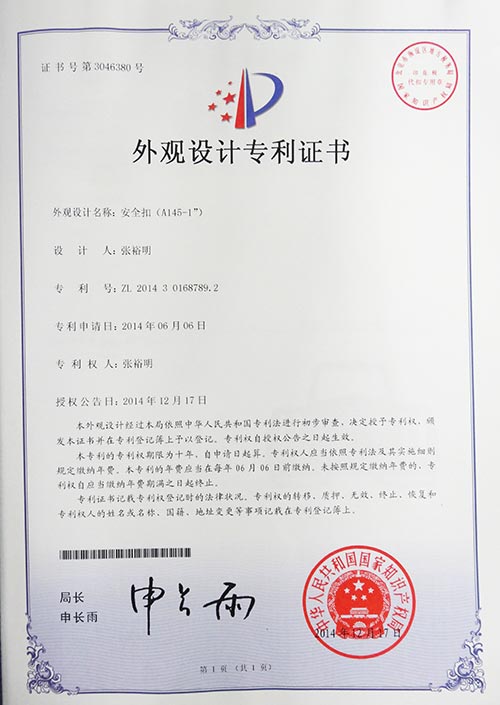 证书号第3046380号
外观设计专利证书
外观设计名称：安全扣（A145-1"）
设 计 人：张裕明
专 利 号：ZL 2014 3 0168789.2
专利申请日：2014年06月06日
专 利 权 人：张裕明
授权公告日：2014年12月17日
本外观设计经过本局依照中华人民共和国专利法进行初步审查，决定授予专利权，颁
发本证书并在专利登记簿上予以登记。专利权自授权公告之日起生效。
本专利的专利权期限为十年，自申请日起算。专利权人应当依照专利法及其实施细则
规定缴纳年费。本专利的年费应当在每年06月06日前缴纳。未按照规定缴纳年费的，专
利权自应当缴纳年费期满之日起终止。
专利证书记载专利权登记时的法律状况。专利权的转移、质押、无效、终止、恢复和
专利权人的姓名或名称、国籍、地址变更等事项记载在专利登记簿上。
局长
申长雨
申长雨
中华人民共和国国家知识产权局
2014年12月17日
第1页（共1页）